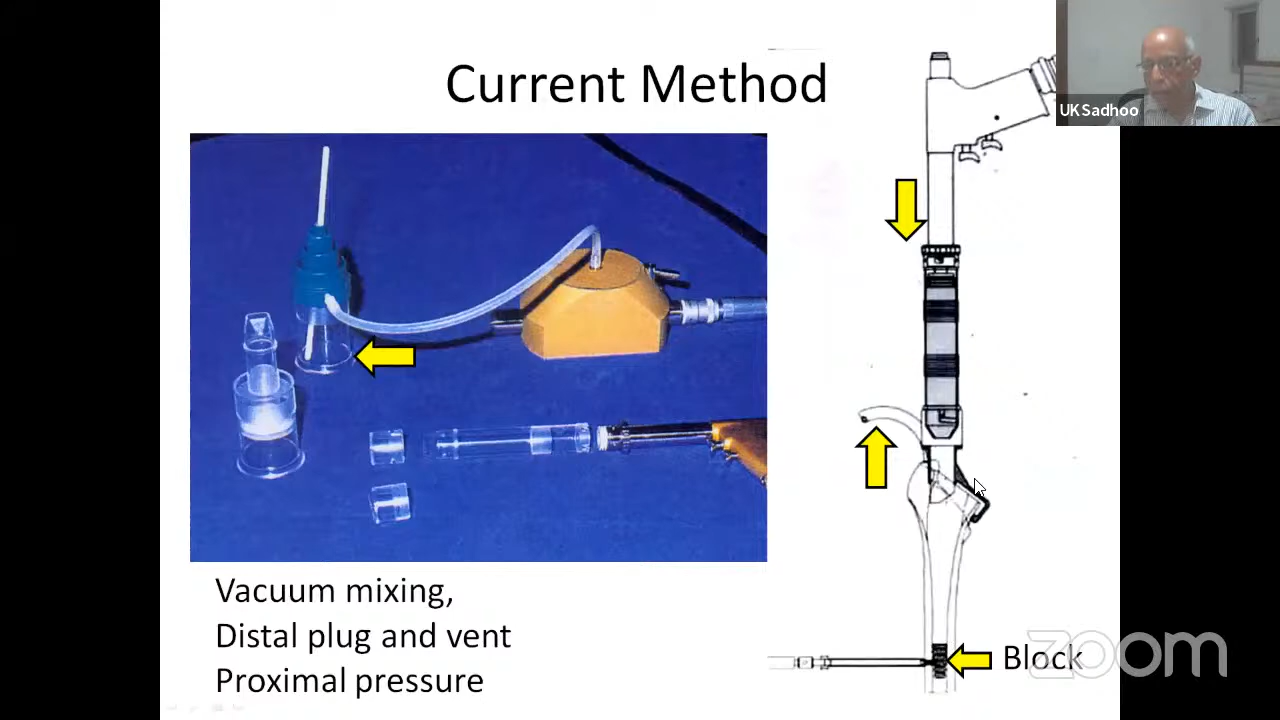 Current Method
UKSadhoo
Vacuum mixing,
Distal plug and vent
Proximal pressure
Block
zoom